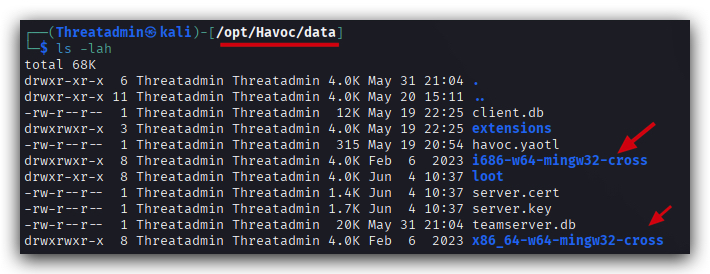 ┌──(Threatadmin㉿kali)-[/opt/Havoc/data]
└─$ ls -lah
total 68K
drwxr-xr-x  6 Threatadmin Threatadmin 4.0K May 31 21:04 .
drwxr-xr-x 11 Threatadmin Threatadmin 4.0K May 20 15:11 ..
-rw-r--r--  1 Threatadmin Threatadmin  12K May 19 22:25 client.db
drwxr-xr-x  3 Threatadmin Threatadmin 4.0K May 19 22:25 extensions
-rw-r--r--  1 Threatadmin Threatadmin  315 May 19 20:54 havoc.yaotl
drwxrwxr-x  8 Threatadmin Threatadmin 4.0K Feb  6  2023 i686-w64-mingw32-cross
drwxr-xr-x  8 Threatadmin Threatadmin 4.0K Jun  4 10:37 loot
-rw-r--r--  1 Threatadmin Threatadmin 1.4K Jun  4 10:37 server.cert
-rw-r--r--  1 Threatadmin Threatadmin 1.7K Jun  4 10:37 server.key
-rw-r--r--  1 Threatadmin Threatadmin  20K May 31 21:04 teamserver.db
drwxrwxr-x  8 Threatadmin Threatadmin 4.0K Feb  6  2023 x86_64-w64-mingw32-cross